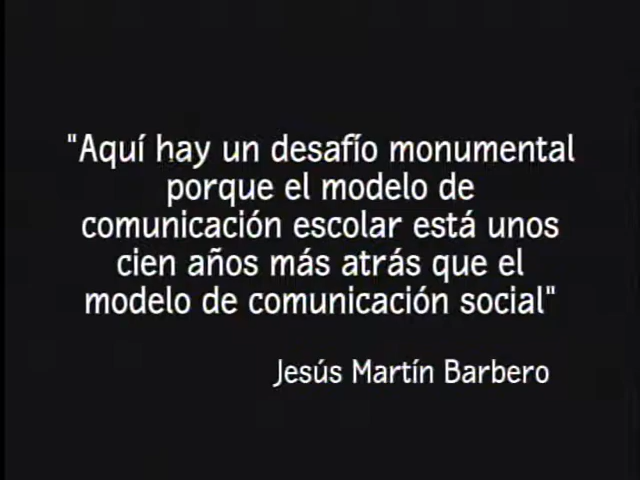 "Aquí hay un desafío monumental
porque el modelo de
comunicación escolar está unos
cien años más atrás que el
modelo de comunicación social"
Jesús Martín Barbero